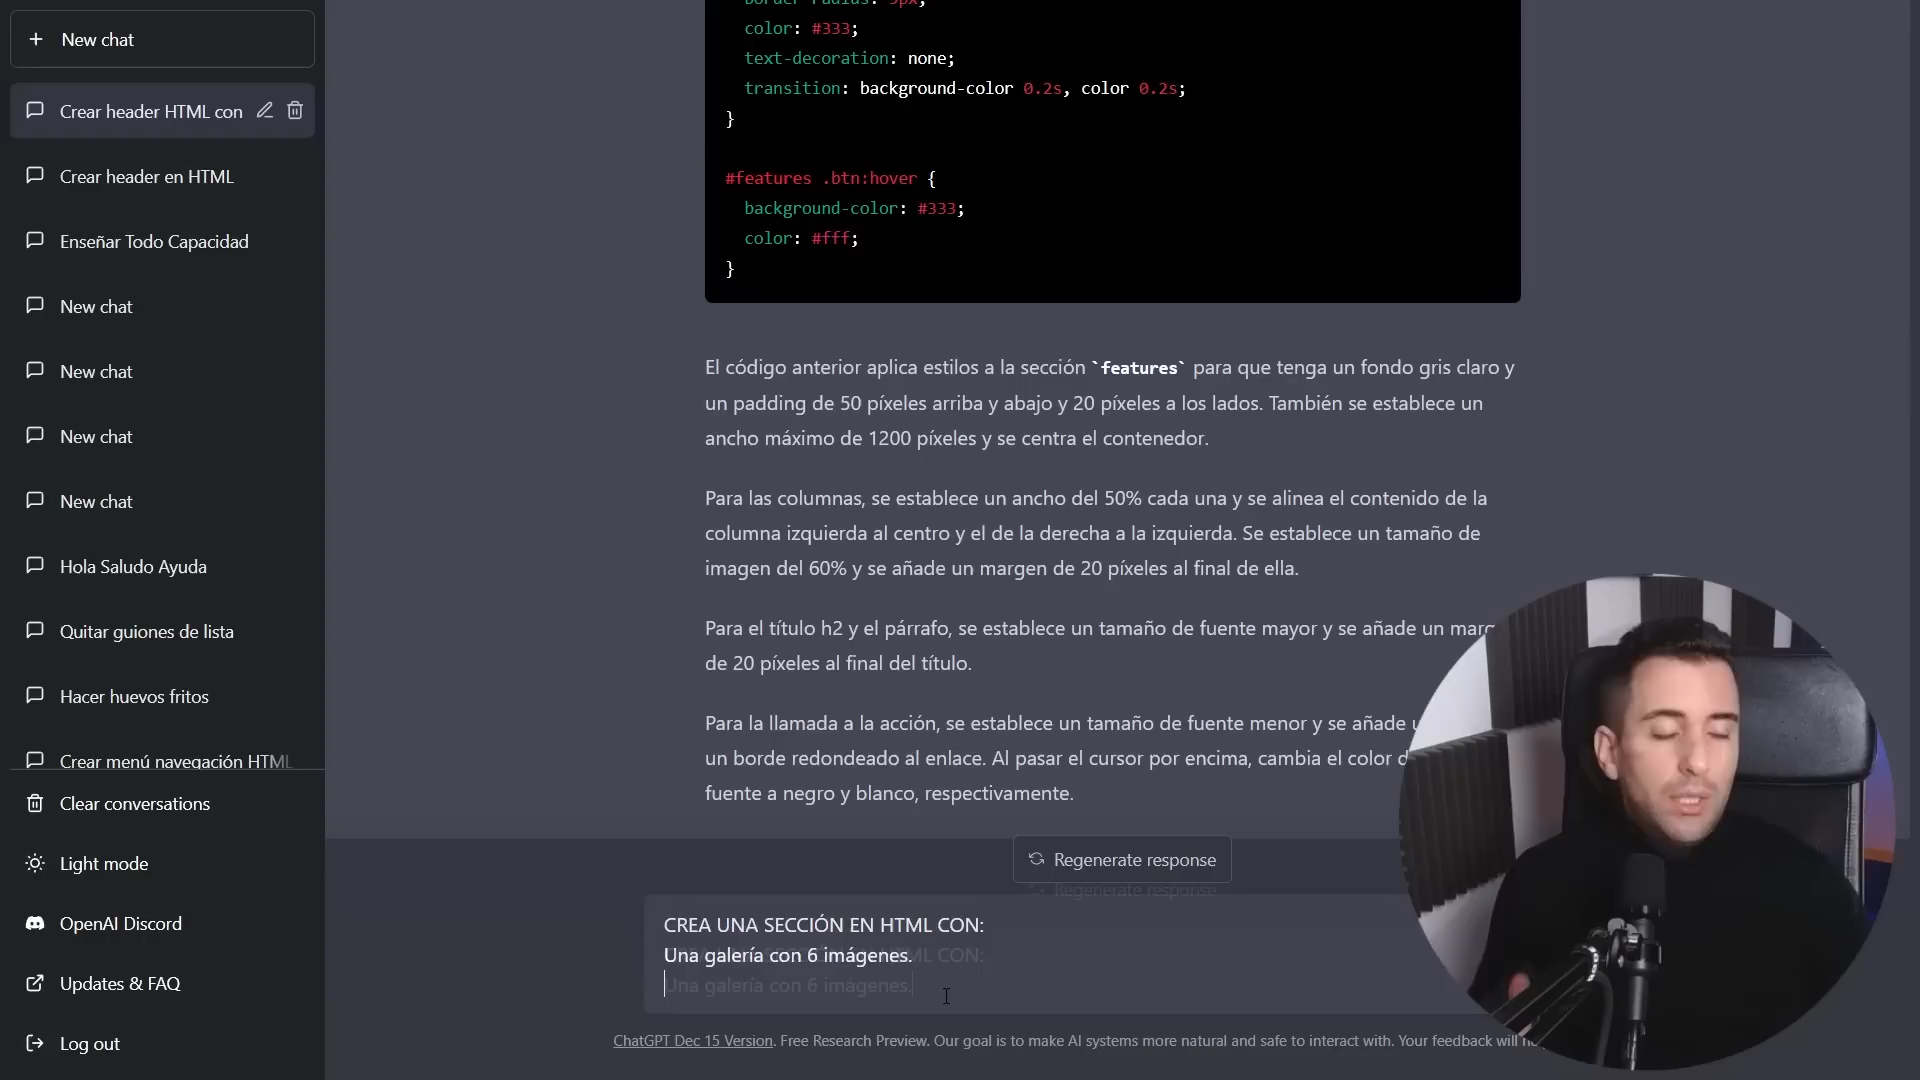 New chat
Crear header HTML con
Crear header en HTML
Enseñar Todo Capacidad
New chat
New chat
New chat
New chat
Hola Saludo Ayuda
Quitar guiones de lista
Hacer huevos fritos
Crear menú navegación HTML
Clear conversations
Light mode
OpenAI Discord
Updates & FAQ
Log out
border-radius: 5px;
color: #333;
text-decoration: none;
transition: background-color 0.2s, color 0.2s;
}
#features .btn:hover {
background-color: #333;
color: #fff;
}
El código anterior aplica estilos a la sección `features` para que tenga un fondo gris claro y
un padding de 50 píxeles arriba y abajo y 20 píxeles a los lados. También se establece un
ancho máximo de 1200 píxeles y se centra el contenedor.
Para las columnas, se establece un ancho del 50% cada una y se alinea el contenido de la
columna izquierda al centro y el de la derecha a la izquierda. Se establece un tamaño de
imagen del 60% y se añade un margen de 20 píxeles al final de ella.
Para el título h2 y el párrafo, se establece un tamaño de fuente mayor y se añade un
de 20 píxeles al final del título.
Para la llamada a la acción, se establece un tamaño de fuente menor y se añade
un borde redondeado al enlace. Al pasar el cursor por encima, cambia el color
fuente a negro y blanco, respectivamente.
Regenerate response
Regenerate response
CREA UNA SECCIÓN EN HTML CON:
Una galería con 6 imágenes.
Una galería con 6 imágenes.
ChatGPT Dec 15 Version. Free Research Preview. Our goal is to make AI systems more natural and safe to interact with. Your feedback will